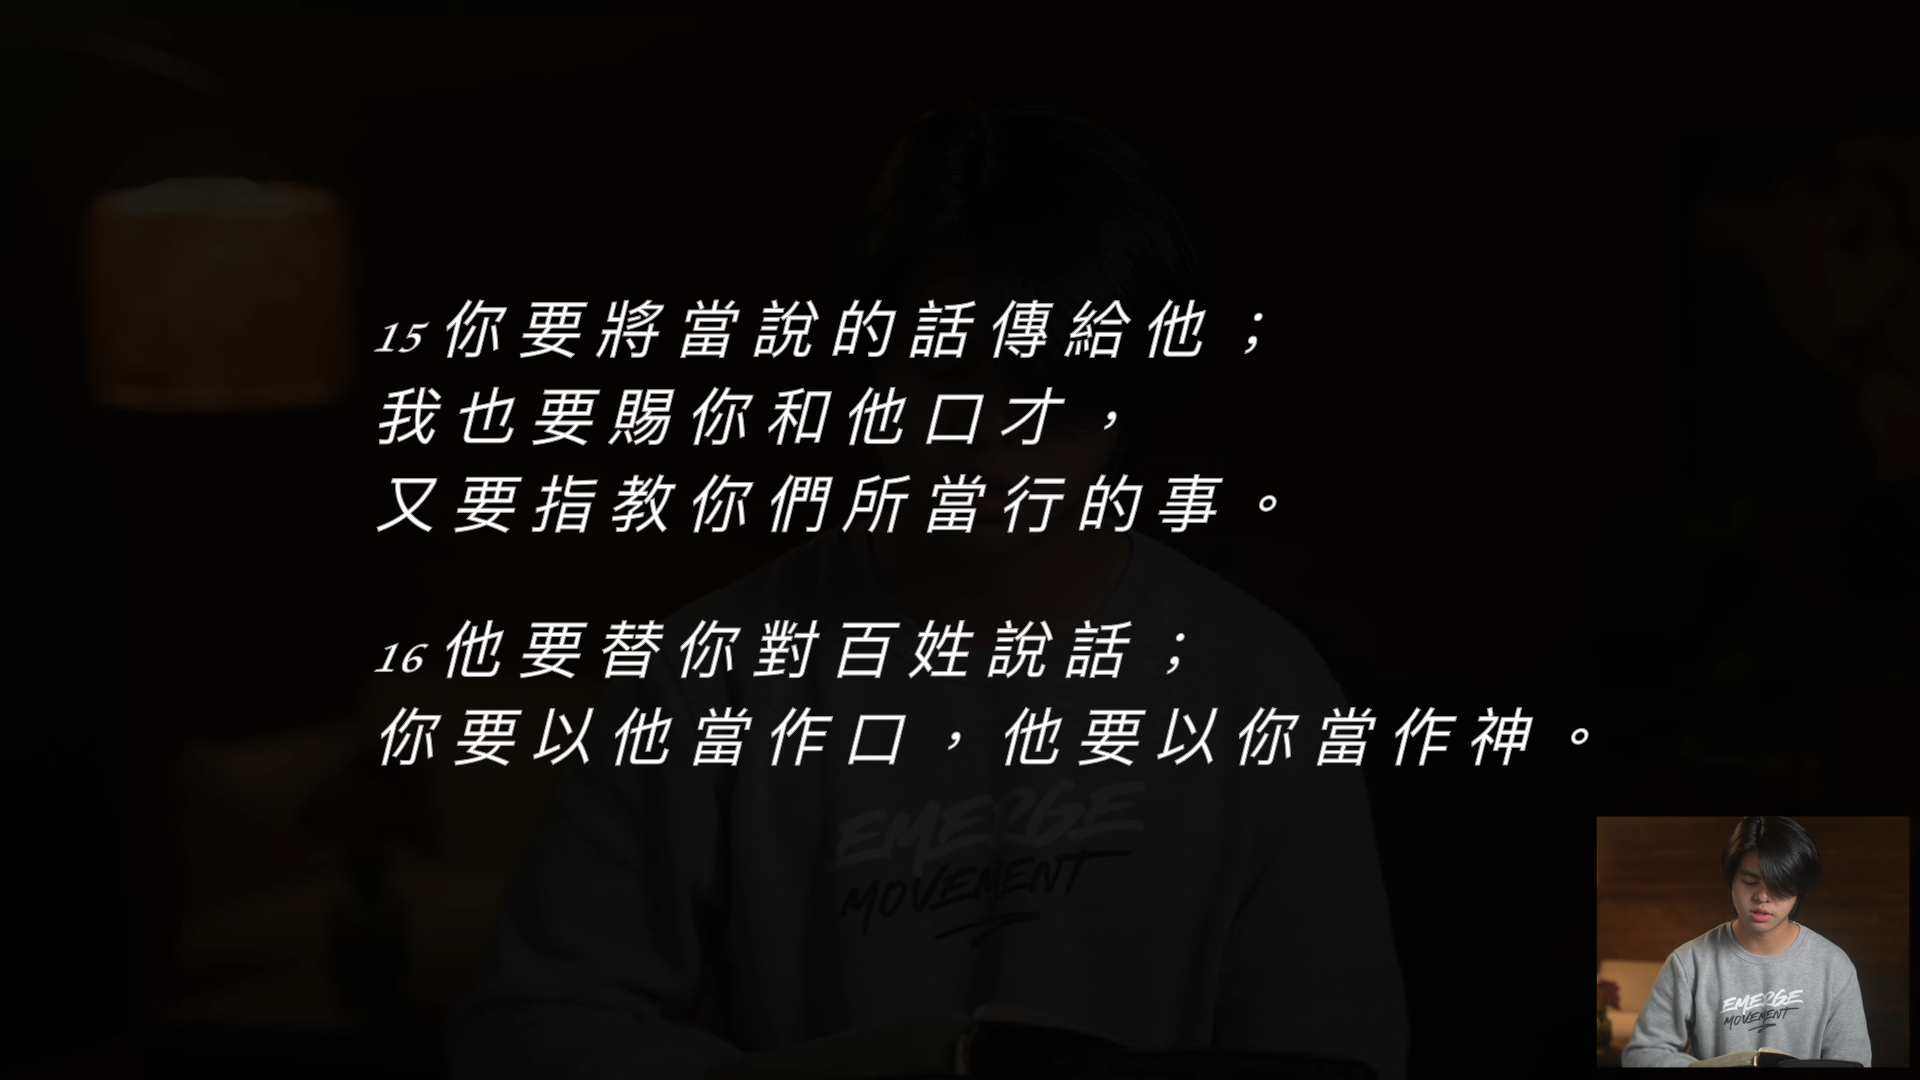 15 你要將當說的話傳給他；
我也要賜你和他口才，
又要指教你們所當行的事。
16 他要替你對百姓說話；
你要以他當作口，他要以你當作神。
EMERGE
MOVEMENT
EMERGE
MOVEMENT